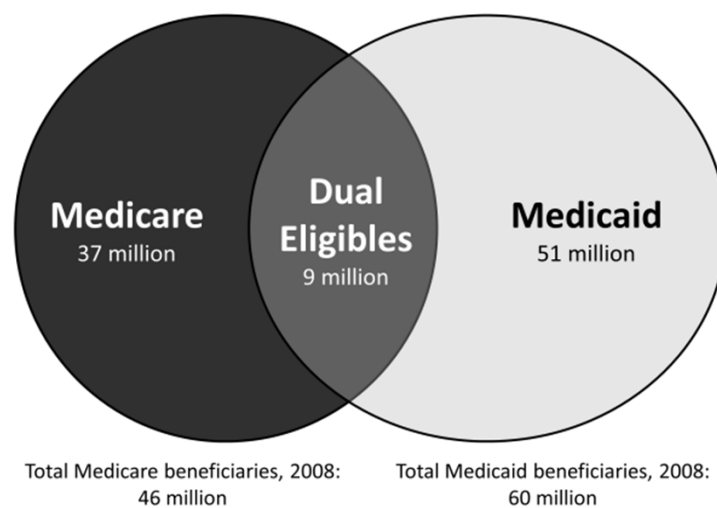 Medicare
37 million
Dual
Eligibles
9 million
Medicaid
51 million
Total Medicare beneficiaries, 2008:
46 million
Total Medicaid beneficiaries, 2008:
60 million